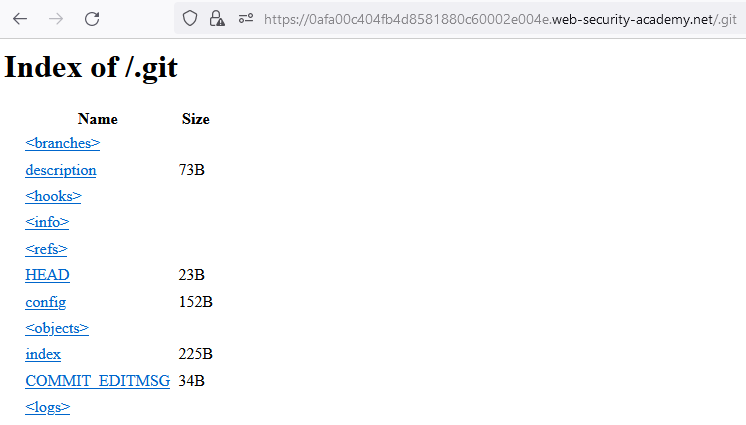 https://0afa00c404fb4d8581880c60002e004e.web-security-academy.net/.git
Index of /.git
Name Size
<branches>
description 73B
<hooks>
<info>
<refs>
HEAD 23B
config 152B
<objects>
index 225B
COMMIT_EDITMSG 34B
<logs>